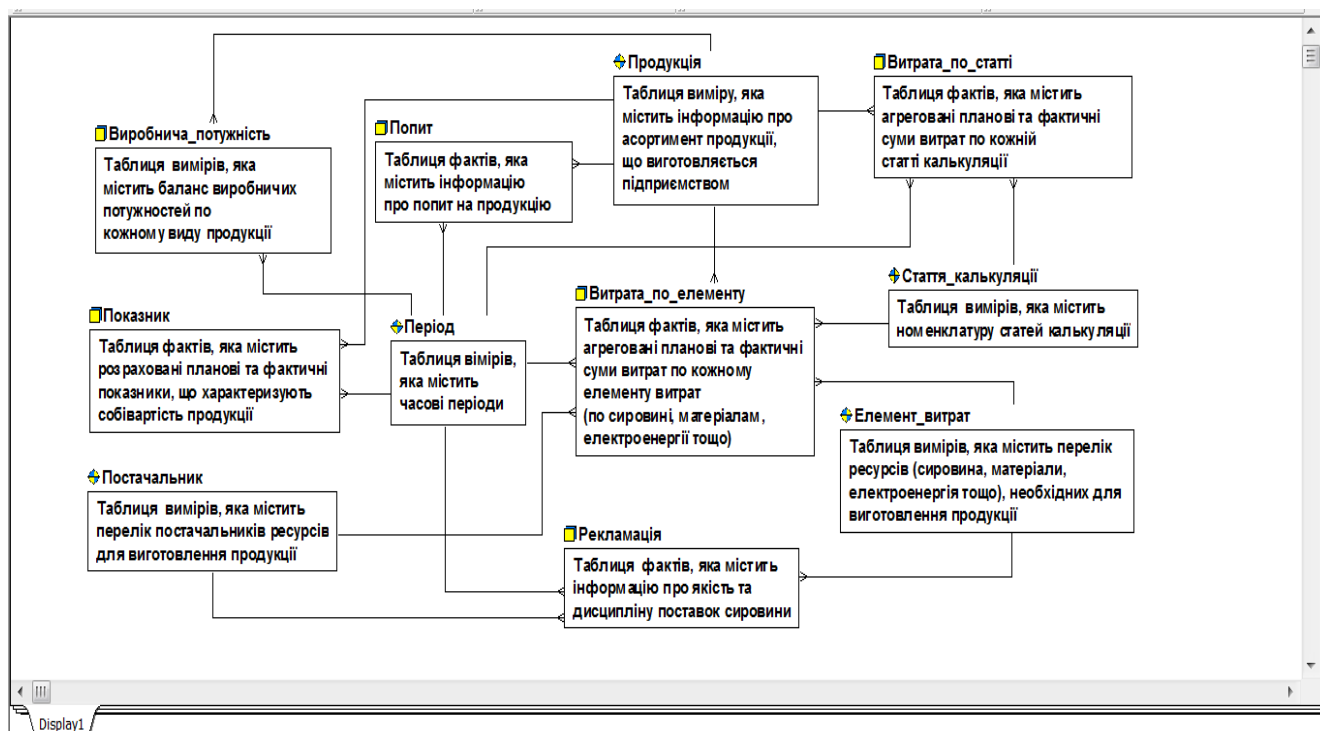 Продукція
Таблиця виміру, яка
містить інформацію про
асортимент продукції,
що виготовляється
підприємством
Витрата_по_статті
Таблиця фактів, яка містить
агреговані планові та фактичні
суми витрат по кожній
статті калькуляції
Виробнича_потужність
Таблиця вимірів, яка
містить баланс виробничих
потужностей по
кожному виду продукції
Попит
Таблиця фактів, яка
містить інформацію
про попит на продукцію
Стаття_калькуляції
Таблиця вимірів, яка містить
номенклатуру статей калькуляції
Витрата_по_елементу
Таблиця фактів, яка містить
агреговані планові та фактичні
суми витрат по кожному
елементу витрат
(по сировині, матеріалам,
електроенергії тощо)
Показник
Таблиця фактів, яка містить
розраховані планові та фактичні
показники, що характеризують
собівартість продукції
Період
Таблиця вімірів,
яка містить
часові періоди
Елемент_витрат
Таблиця вимірів, яка містить перелік
ресурсів (сировина, матеріали,
електроенергія тощо), необхідних для
виготовлення продукції
Постачальник
Таблиця вимірів, яка містить
перелік постачальників ресурсів
для виготовлення продукції
Рекламація
Таблиця фактів, яка містить
інформацію про якість та
дисципліну поставок сировини
Display1